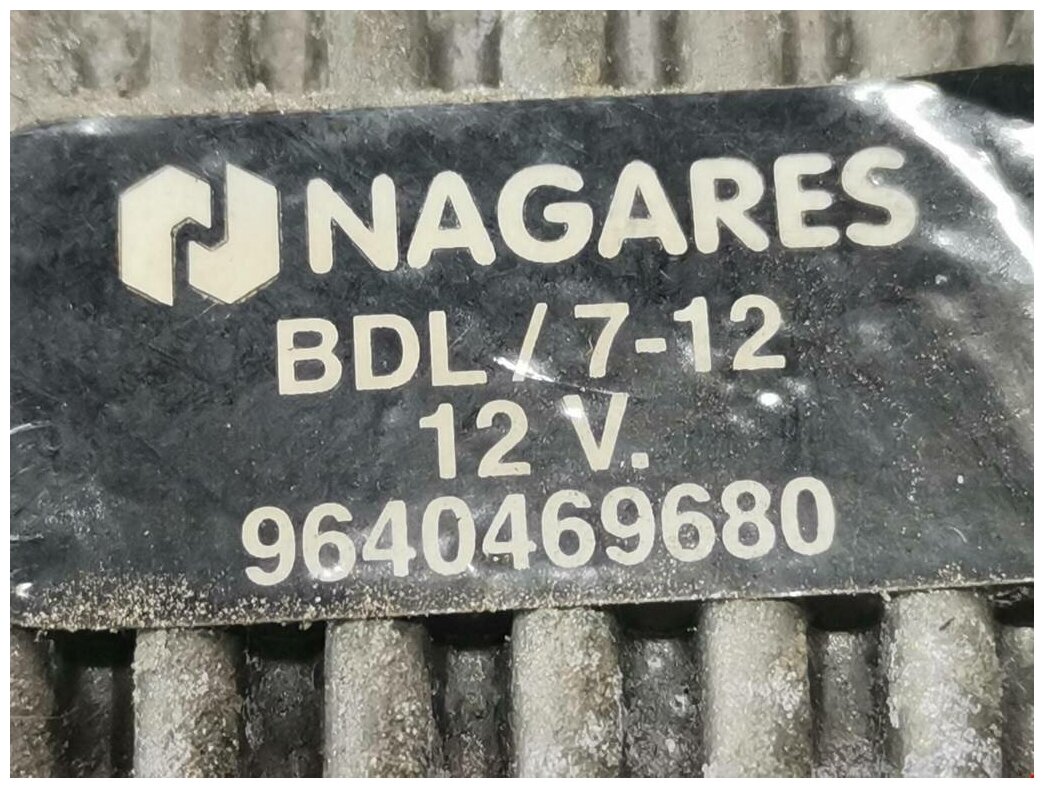 NAGARES
BDL / 7-12
12 V.
9640469680